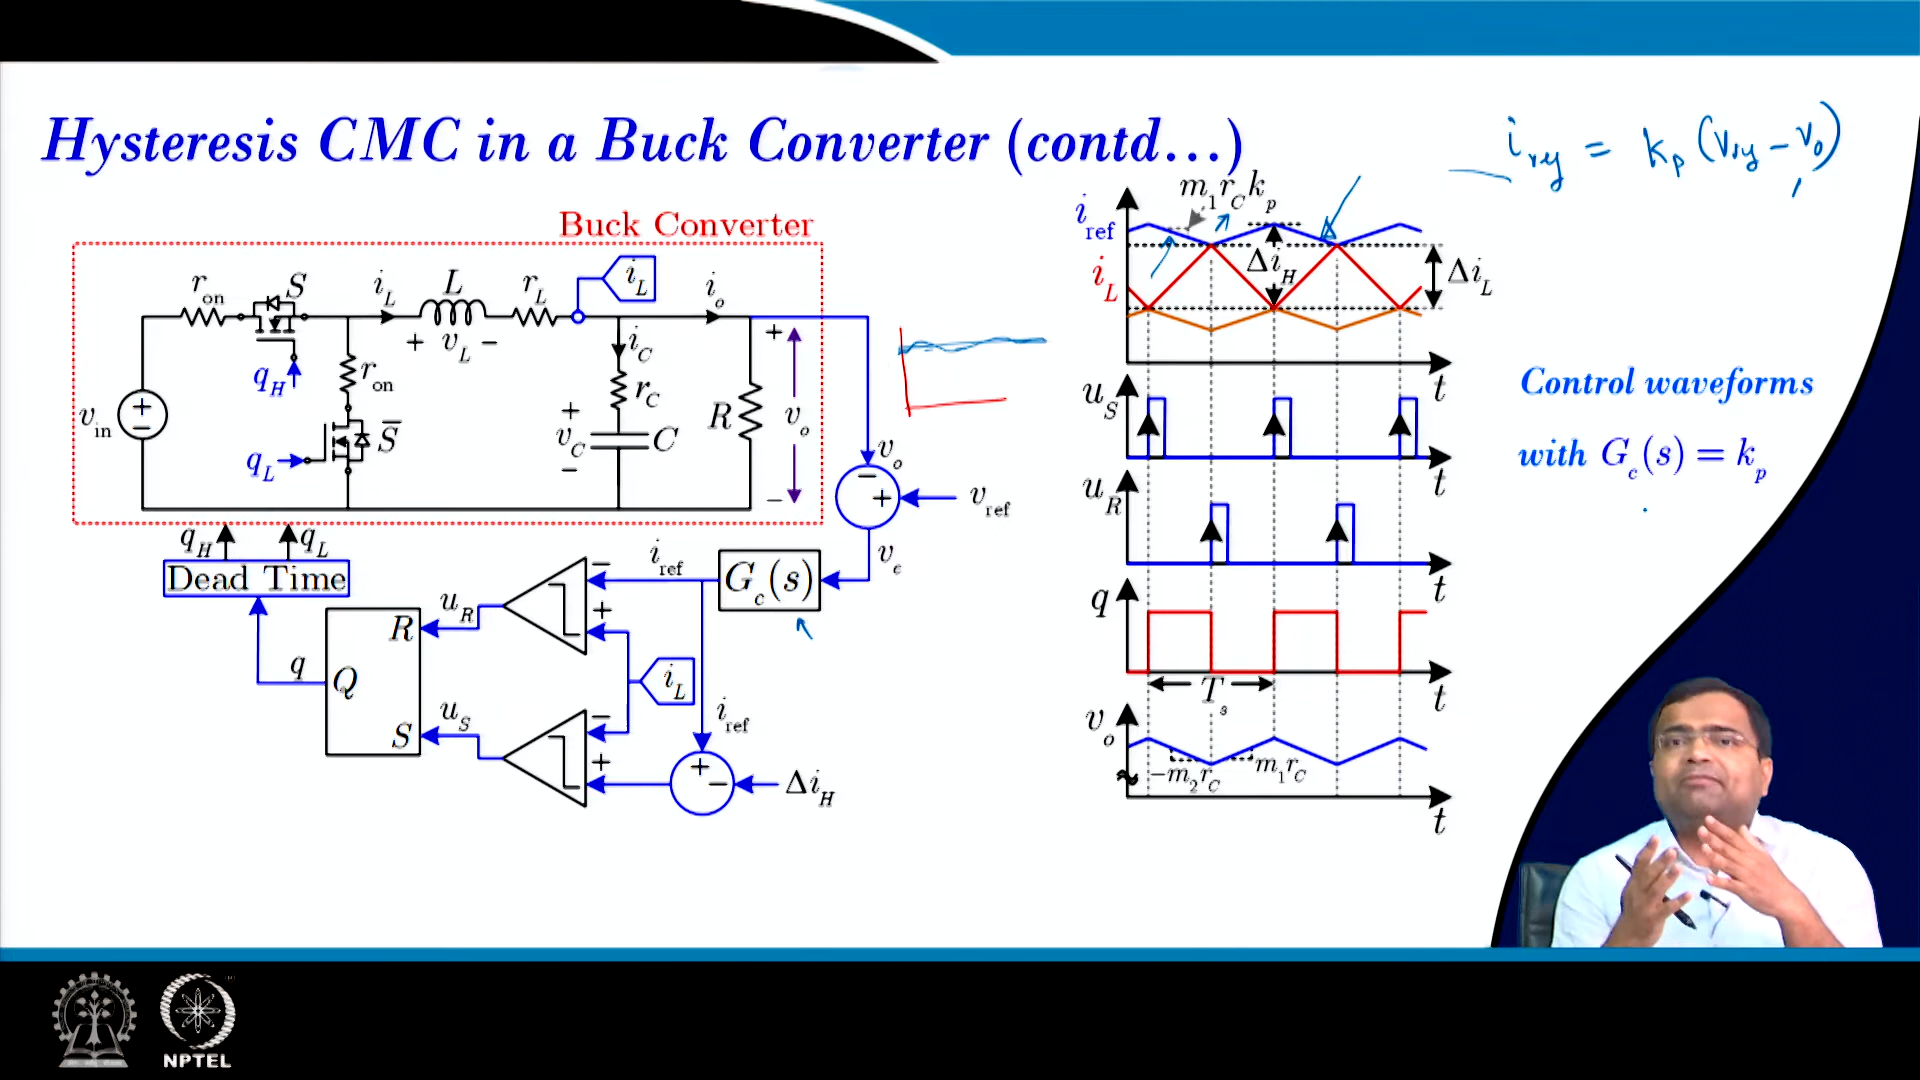 Hysteresis CMC in a Buck Converter (contd...)
i_ref = k_p (v_ref - v_o)
Buck Converter
r_on S i_L L r_L i_L i_o
+ v_L -
q_H r_on i_C r_C
v_in + - S̅ q_L + v_C - C R + v_o -
v_o
- + v_ref
v_e
q_H q_L
Dead Time
i_ref G_c(s)
u_R - +
R
q Q
i_L
u_S - +
S
i_ref
+ - Δi_H
m_1 r_C k_p
i_ref
i_L Δi_H Δi_L
t
u_S
t
u_R
t
q
T_s
t
v_o
-m_2 r_C m_1 r_C
t
Control waveforms
with G_c(s) = k_p
NPTEL